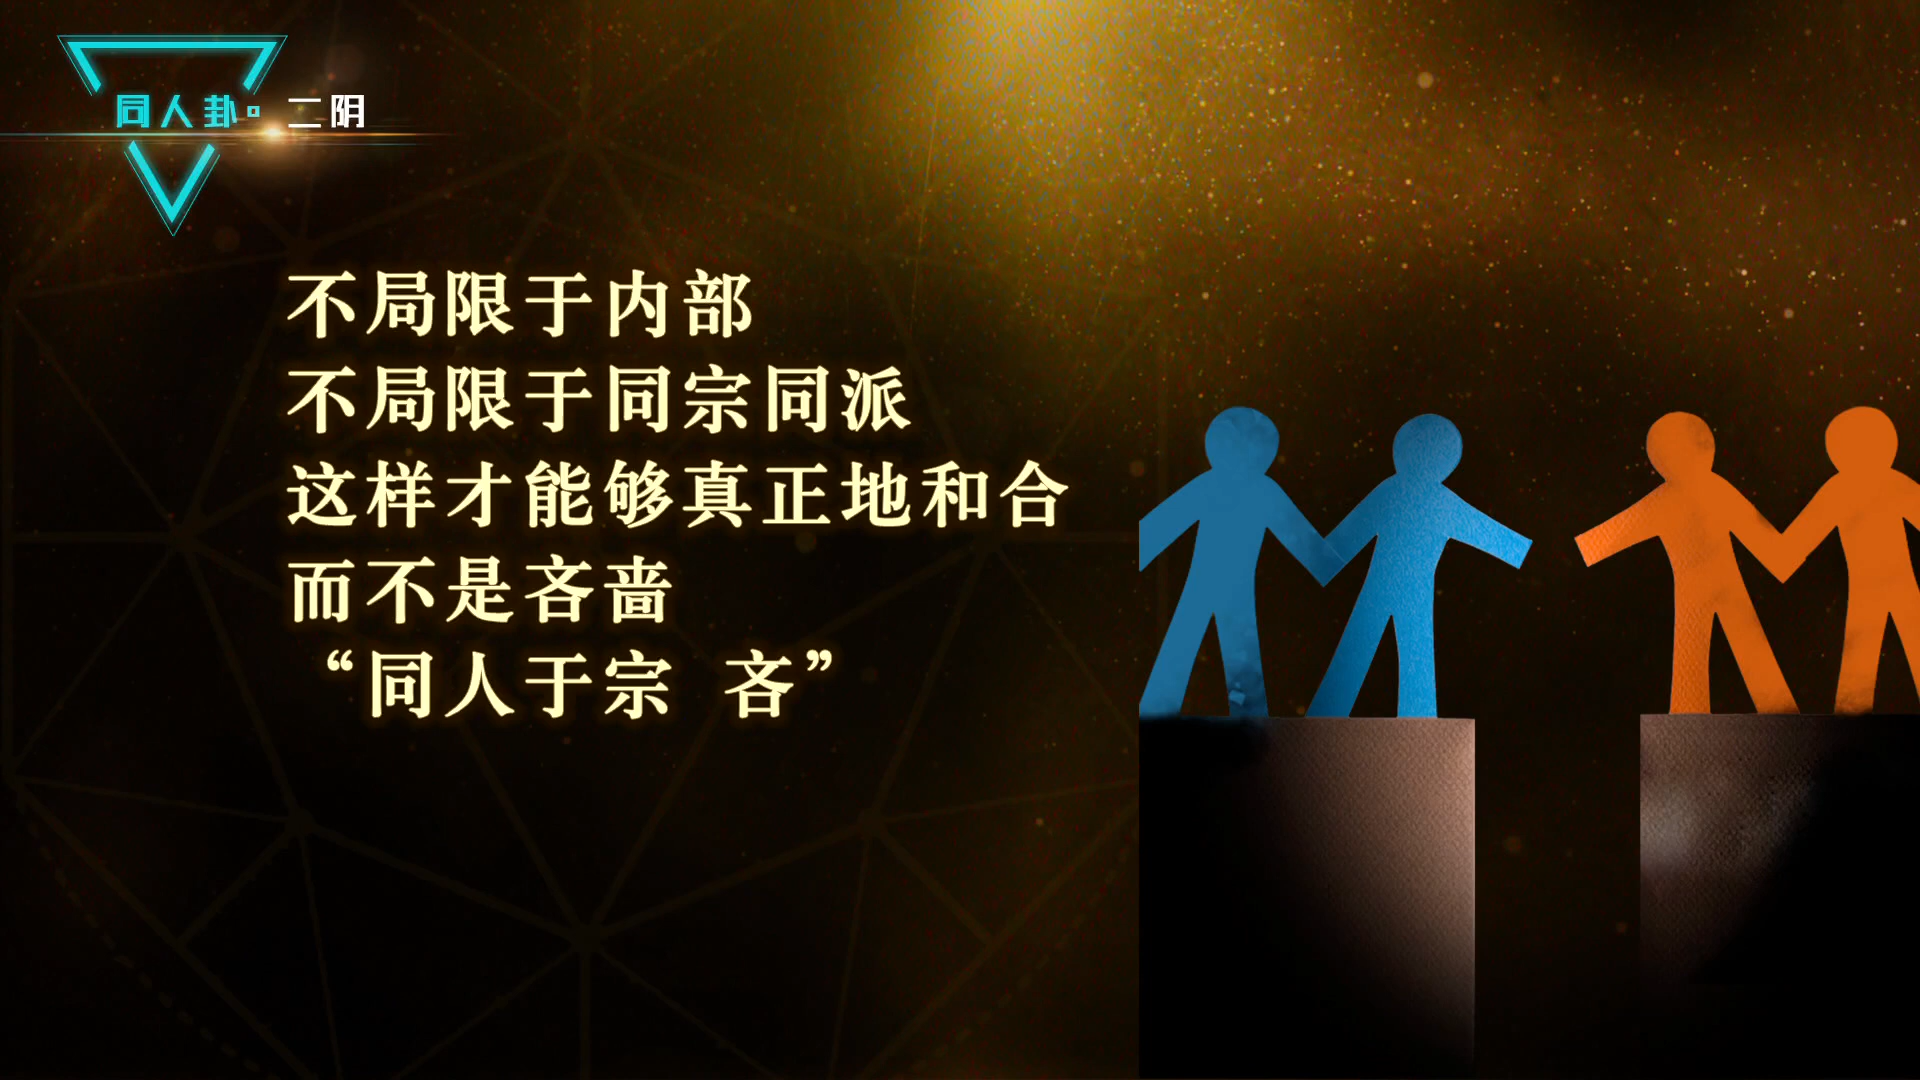 同人卦▫二阴
不局限于内部
不局限于同宗同派
这样才能够真正地和合
而不是吝啬
“同人于宗 吝”